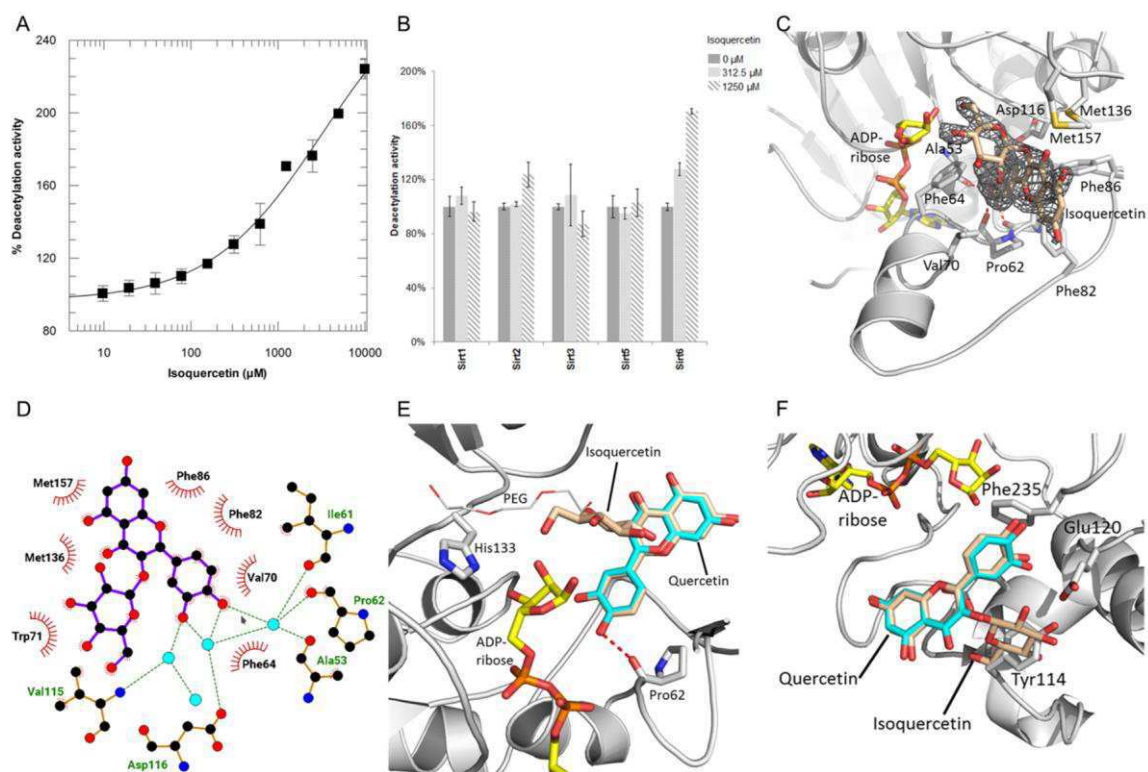 A
240
200
160
120
80
% Deacetylation activity
10
100
1000
10000
Isoquercetin (µM)
B
200%
160%
120%
80%
40%
0%
Deacetylation activity
Sirt1
Sirt2
Sirt3
Sirt5
Sirt6
Isoquercetin
0 µM
312.5 µM
1250 µM
C
ADP-
ribose
Ala53
Asp116
Met136
Met157
Phe64
Phe86
Isoquercetin
Val70
Pro62
Phe82
D
Met157
Phe86
Phe82
Ile61
Met136
Val70
Pro62
Trp71
Phe64
Ala53
Val115
Asp116
E
Isoquercetin
PEG
His133
Quercetin
ADP-
ribose
Pro62
F
ADP-
ribose
Phe235
Glu120
Quercetin
Tyr114
Isoquercetin